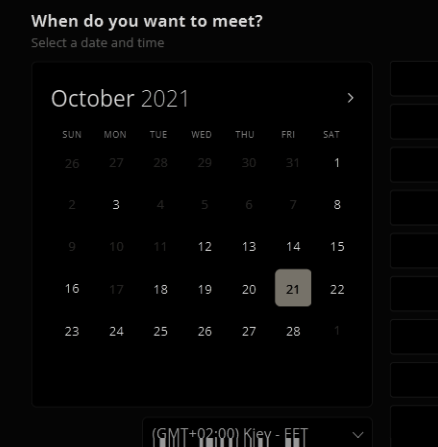 When do you want to meet?
Select a date and time
October 2021
SUN MON TUE WED THU FRI SAT
26 27 28 29 30 31 1
2 3 4 5 6 7 8
9 10 11 12 13 14 15
16 17 18 19 20 21 22
23 24 25 26 27 28 1
(GMT+02:00) Kiev - EET